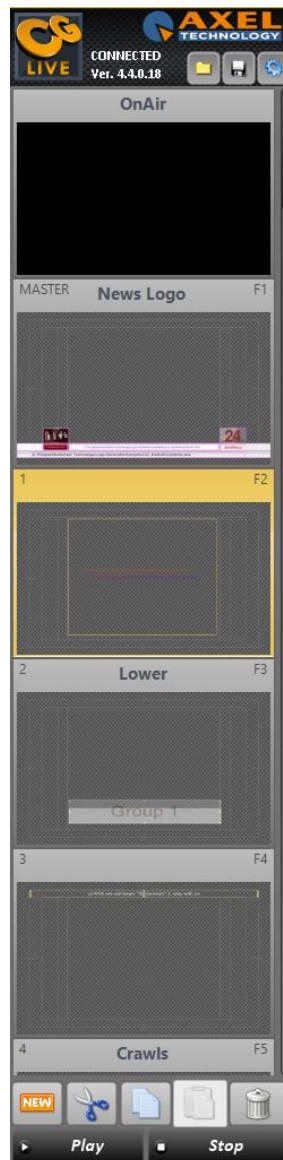 CG
LIVE
AXEL
TECHNOLOGY
CONNECTED
Ver. 4.4.0.18
OnAir
MASTER News Logo F1
24
1 F2
2 Lower F3
Group 1
3 F4
4 Crawls F5
NEW
Play Stop